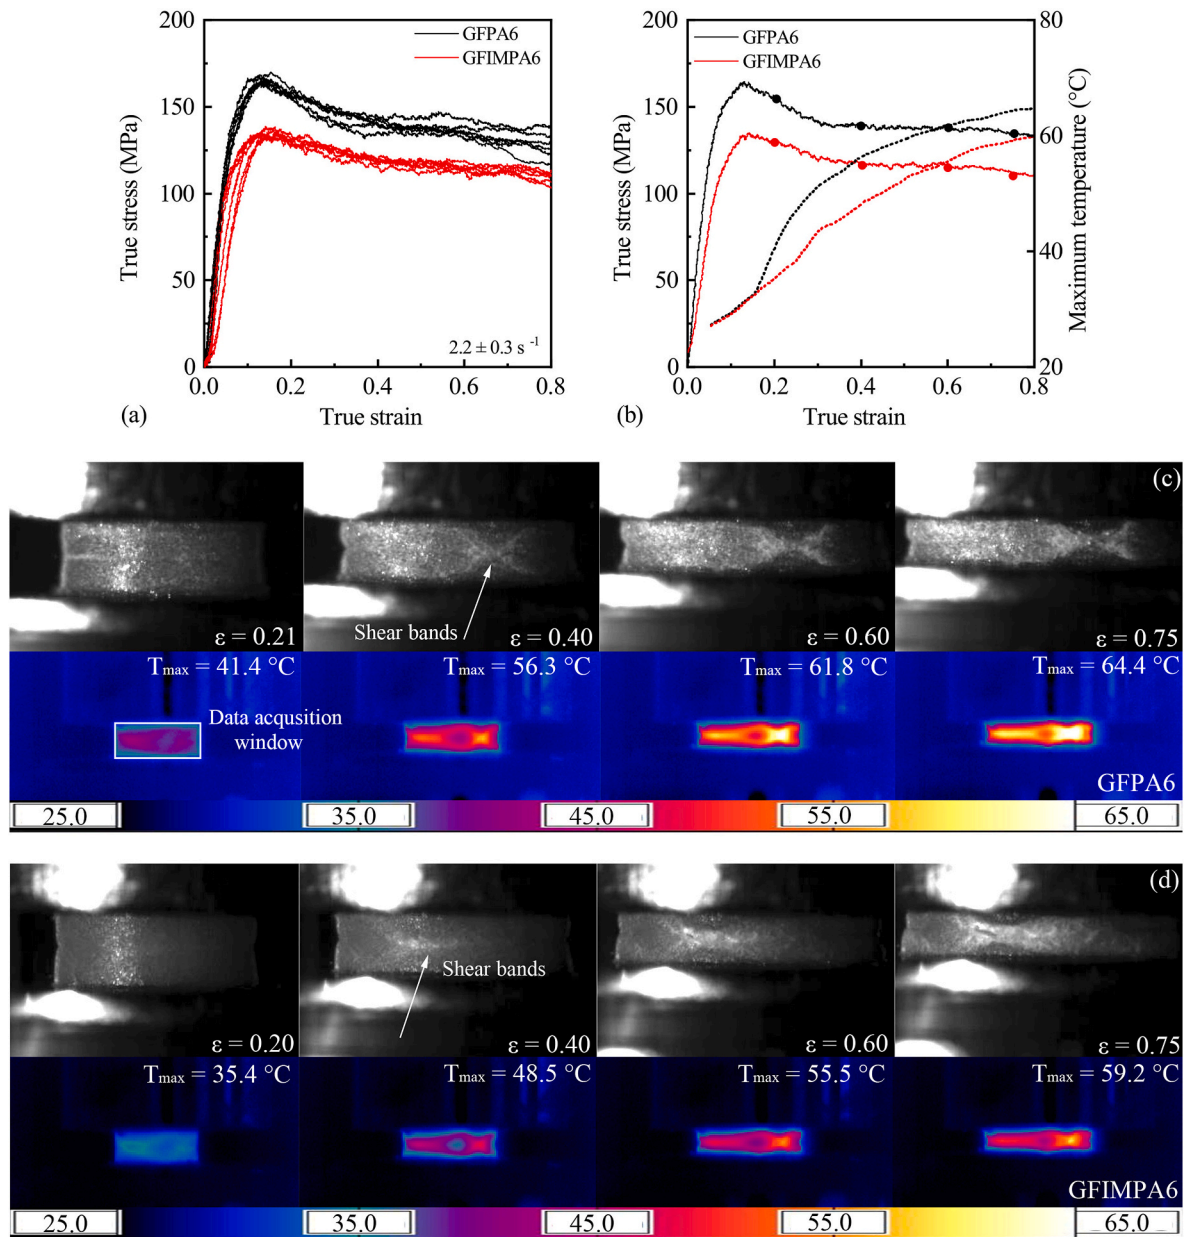 200
150
100
50
0
0.0 0.2 0.4 0.6 0.8
True stress (MPa)
True strain
GFPA6
GFIMPA6
2.2 ± 0.3 s⁻¹
(a)
200
150
100
50
0
0.0 0.2 0.4 0.6 0.8
True stress (MPa)
True strain
GFPA6
GFIMPA6
80
60
40
20
Maximum temperature (°C)
(b)
(c)
Shear bands
ε = 0.21 ε = 0.40 ε = 0.60 ε = 0.75
Tmax = 41.4 °C Tmax = 56.3 °C Tmax = 61.8 °C Tmax = 64.4 °C
Data acqusition
window
GFPA6
25.0 35.0 45.0 55.0 65.0
(d)
Shear bands
ε = 0.20 ε = 0.40 ε = 0.60 ε = 0.75
Tmax = 35.4 °C Tmax = 48.5 °C Tmax = 55.5 °C Tmax = 59.2 °C
GFIMPA6
25.0 35.0 45.0 55.0 65.0